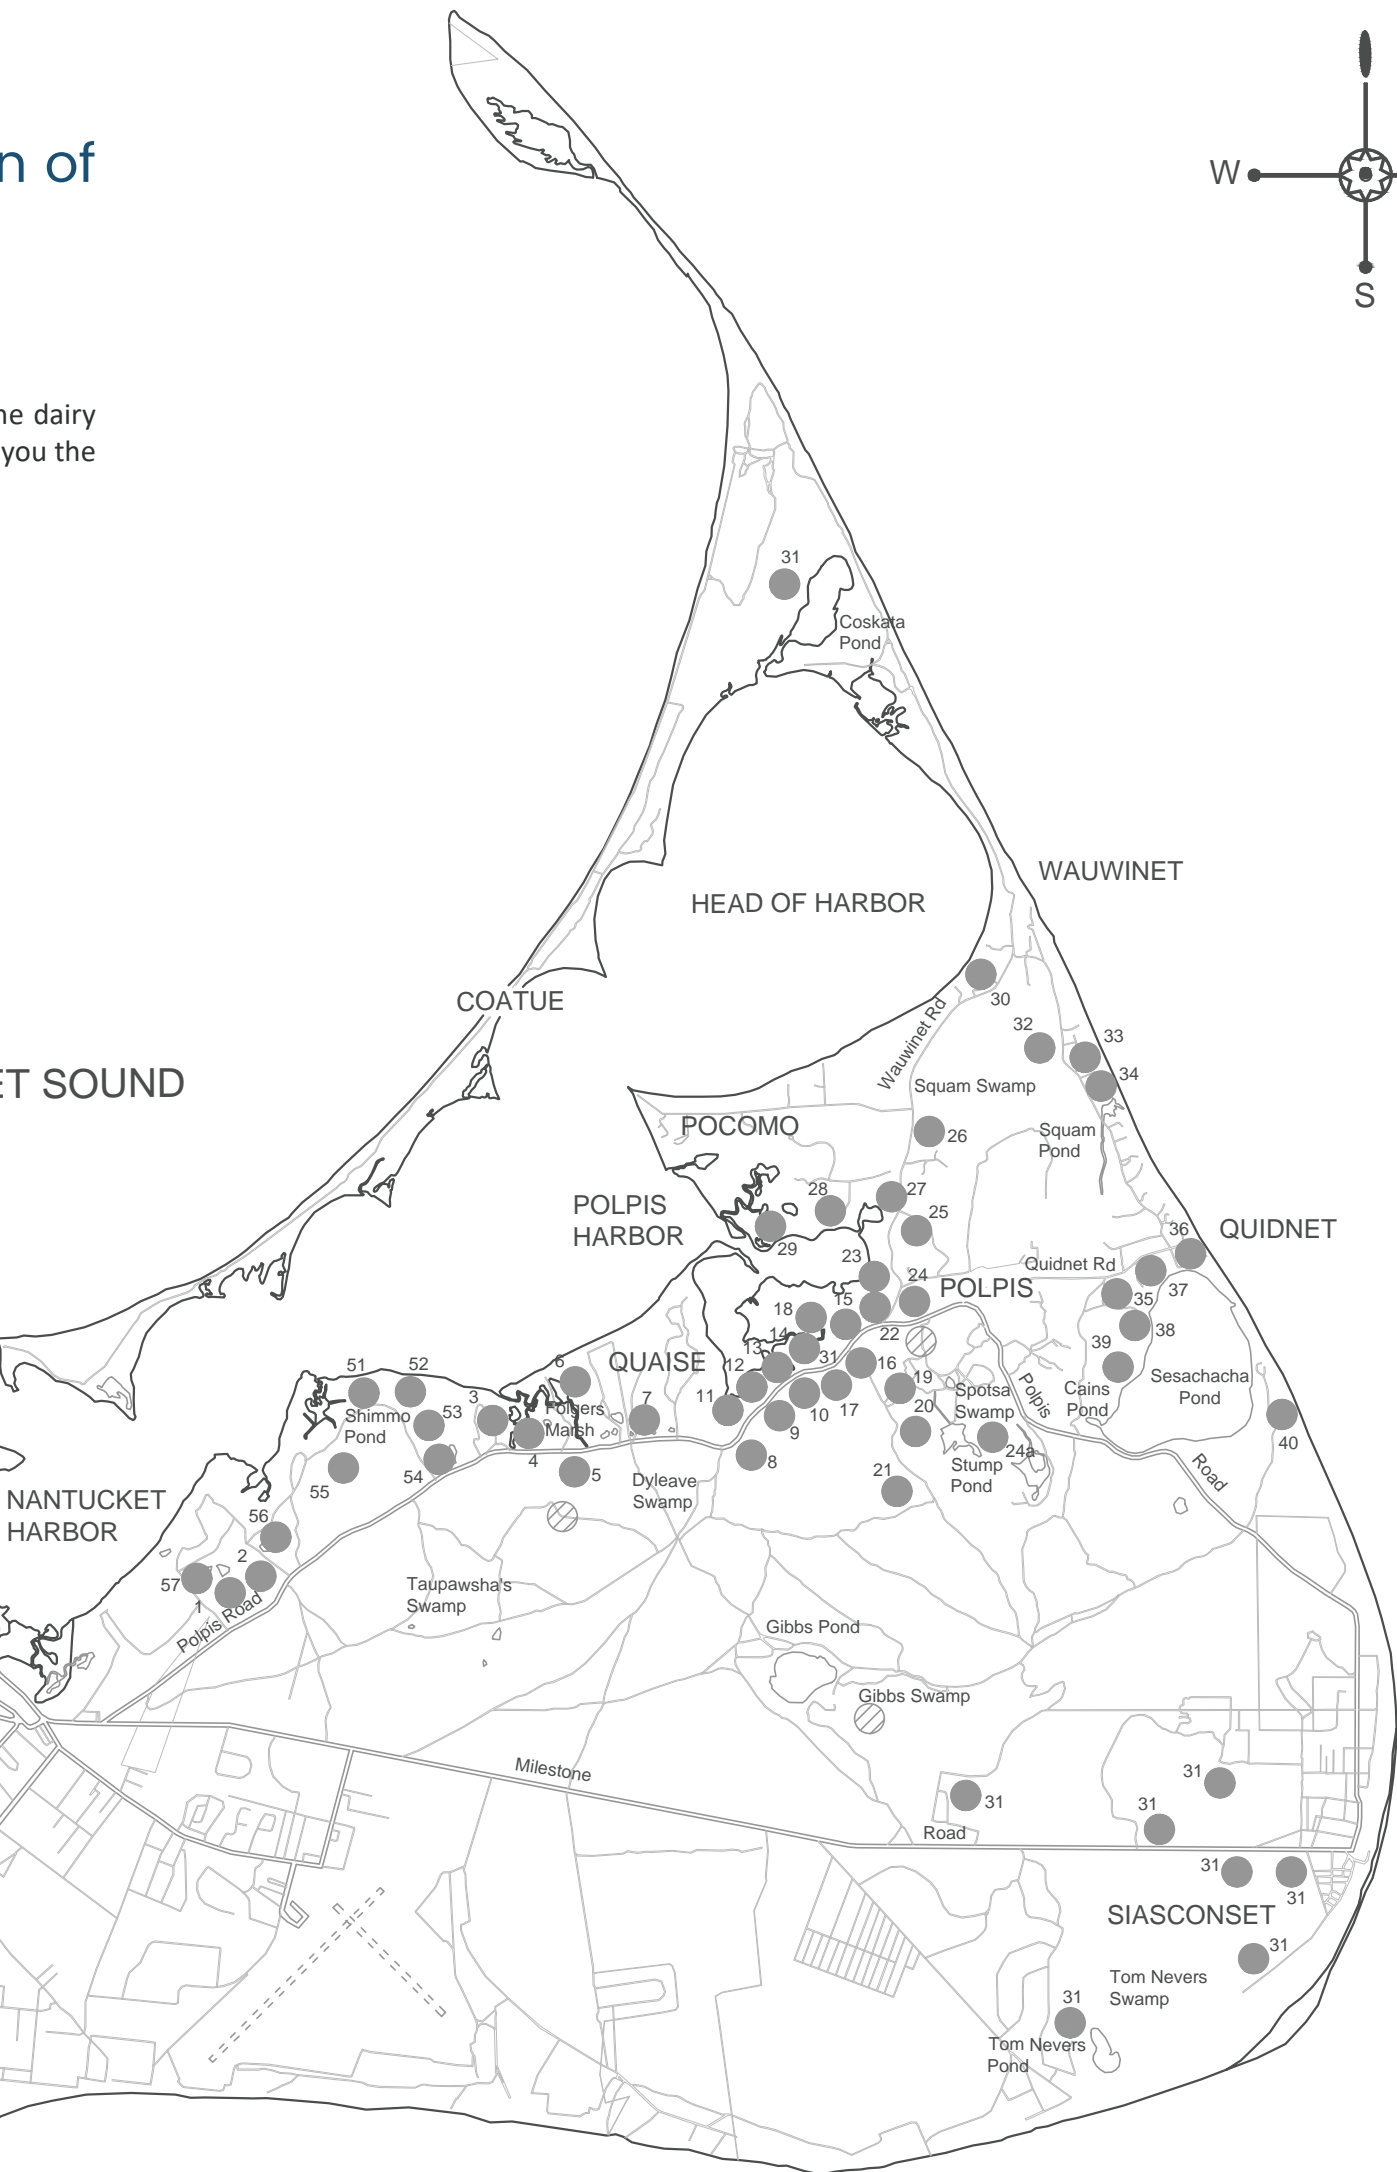 n of
W
S
ne dairy
you the
31
Coskata
Pond
WAUWINET
HEAD OF HARBOR
COATUE
30
Wauwinet Rd
32
33
34
ET SOUND
Squam Swamp
POCOMO
26
Squam
Pond
28
27
POLPIS
HARBOR
29
25
36
QUIDNET
23
Quidnet Rd
37
24
POLPIS
35
18
15
22
38
14
13
31
39
16
12
QUAISE
6
51
52
3
7
11
10
17
19
Spotsa
Swamp
Polpis
Cains
Pond
Sesachacha
Pond
Shimmo
Pond
53
Folgers
Marsh
9
20
40
4
24a
54
5
8
55
Dyleave
Swamp
21
Stump
Pond
Road
NANTUCKET
HARBOR
56
2
57
1
Polpis Road
Taupawsha's
Swamp
Gibbs Pond
Gibbs Swamp
Milestone
31
31
31
Road
31
31
SIASCONSET
31
Tom Nevers
Swamp
31
Tom Nevers
Pond